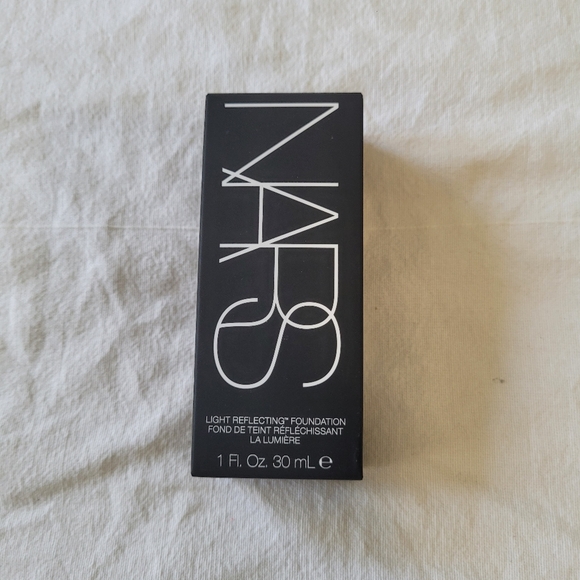 NARS
LIGHT REFLECTING™ FOUNDATION
FOND DE TEINT RÉFLÉCHISSANT
LA LUMIÈRE
1 Fl. Oz. 30 mL ℮